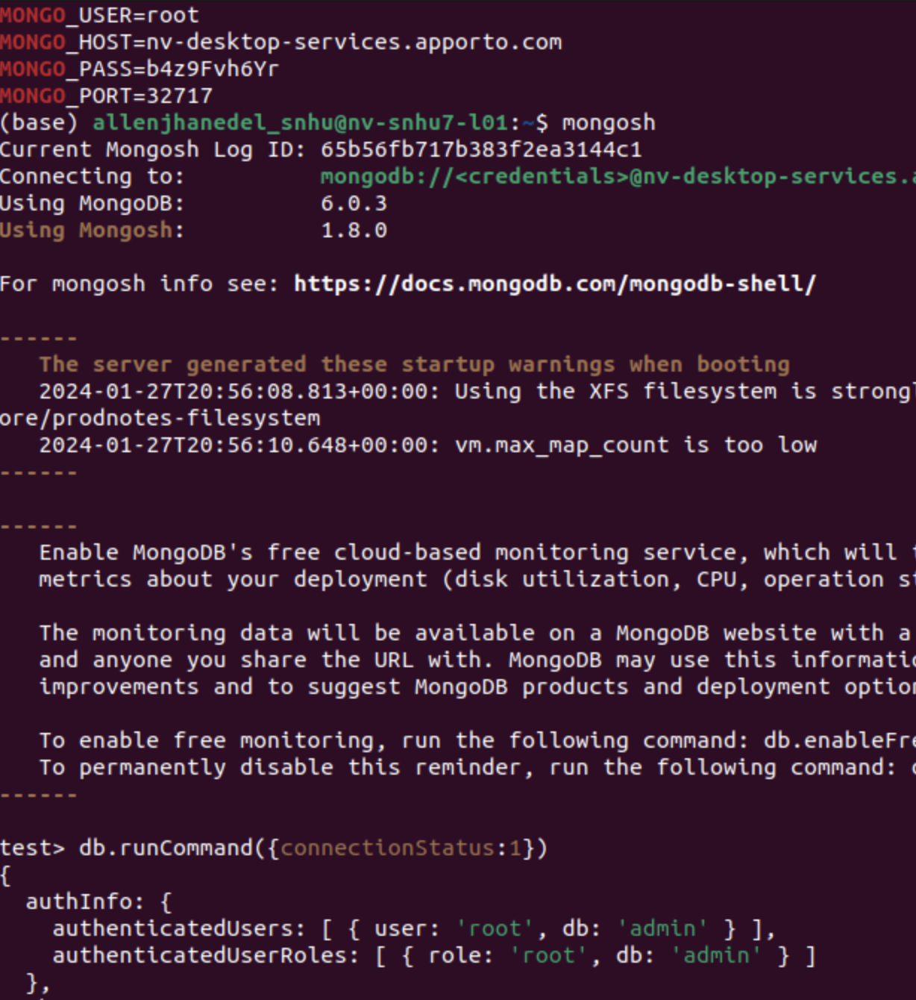 MONGO_USER=root
MONGO_HOST=nv-desktop-services.apporto.com
MONGO_PASS=b4z9Fvh6Yr
MONGO_PORT=32717
(base) allenjhanedel_snhu@nv-snhu7-l01:~$ mongosh
Current Mongosh Log ID: 65b56fb717b383f2ea3144c1
Connecting to: mongodb://<credentials>@nv-desktop-services.
Using MongoDB: 6.0.3
Using Mongosh: 1.8.0
For mongosh info see: https://docs.mongodb.com/mongodb-shell/
------
The server generated these startup warnings when booting
2024-01-27T20:56:08.813+00:00: Using the XFS filesystem is strongl
ore/prodnotes-filesystem
2024-01-27T20:56:10.648+00:00: vm.max_map_count is too low
------
------
Enable MongoDB's free cloud-based monitoring service, which will
metrics about your deployment (disk utilization, CPU, operation st
The monitoring data will be available on a MongoDB website with a
and anyone you share the URL with. MongoDB may use this informatio
improvements and to suggest MongoDB products and deployment option
To enable free monitoring, run the following command: db.enableFre
To permanently disable this reminder, run the following command:
------
test> db.runCommand({connectionStatus:1})
{
authInfo: {
authenticatedUsers: [ { user: 'root', db: 'admin' } ],
authenticatedUserRoles: [ { role: 'root', db: 'admin' } ]
},